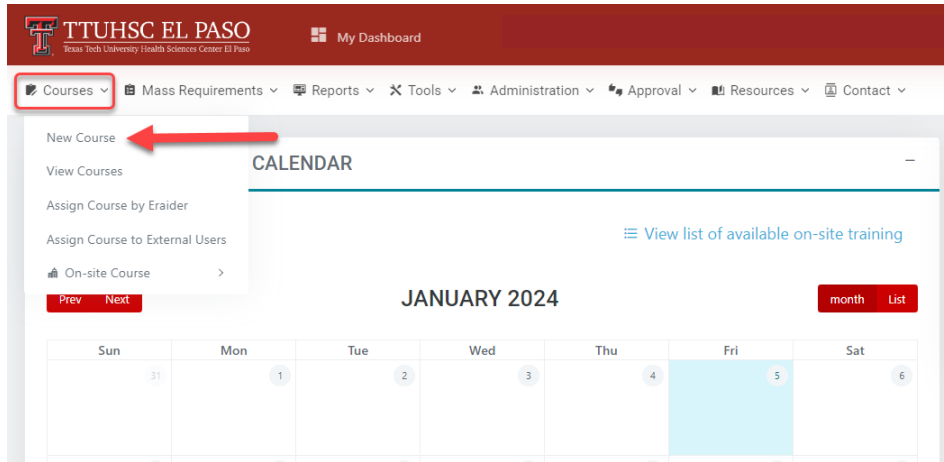 TTUHSC EL PASO
Texas Tech University Health Sciences Center El Paso
My Dashboard
Courses Mass Requirements Reports Tools Administration Approval Resources Contact
New Course
View Courses
Assign Course by Eraider
Assign Course to External Users
On-site Course
CALENDAR
View list of available on-site training
Prev Next
JANUARY 2024
month List
Sun Mon Tue Wed Thu Fri Sat
31 1 2 3 4 5 6